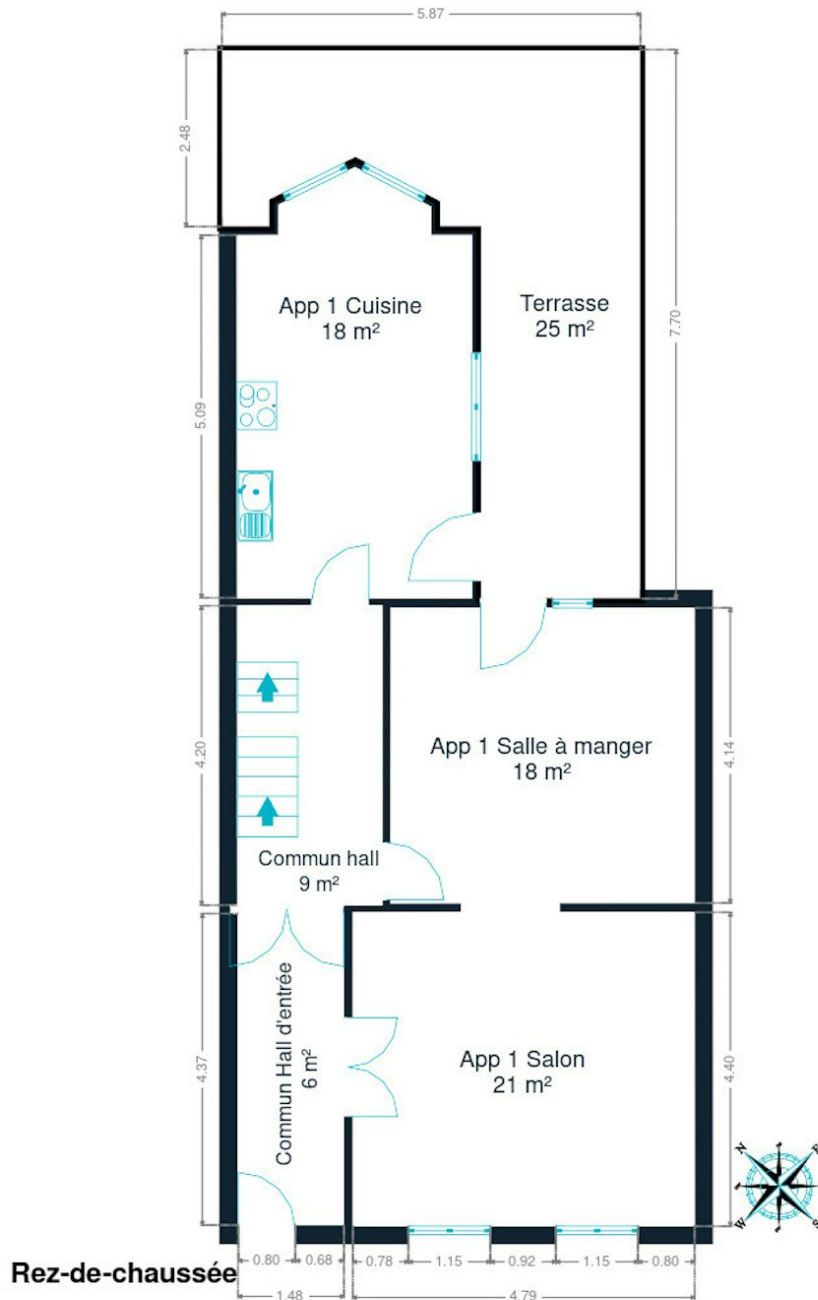 5.87
2.48
App 1 Cuisine
18 m²
Terrasse
25 m²
7.70
5.09
4.20
App 1 Salle à manger
18 m²
4.14
Commun hall
9 m²
Commun Hall d'entrée
6 m²
4.37
App 1 Salon
21 m²
4.40
N
E
W
S
0.80
0.68
0.78
1.15
0.92
1.15
0.80
Rez-de-chaussée
1.48
4.79